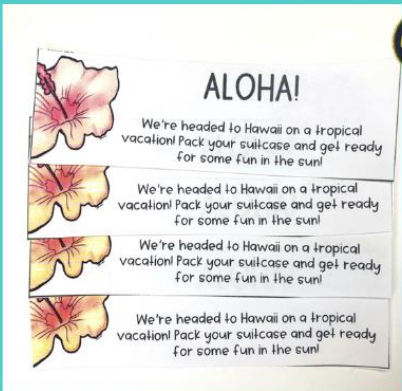 ALOHA!
We're headed to Hawaii on a tropical
vacation! Pack your suitcase and get ready
for some fun in the sun!
We're headed to Hawaii on a tropical
vacation! Pack your suitcase and get ready
for some fun in the sun!
We're headed to Hawaii on a tropical
vacation! Pack your suitcase and get ready
for some fun in the sun!
We're headed to Hawaii on a tropical
vacation! Pack your suitcase and get ready
for some fun in the sun!